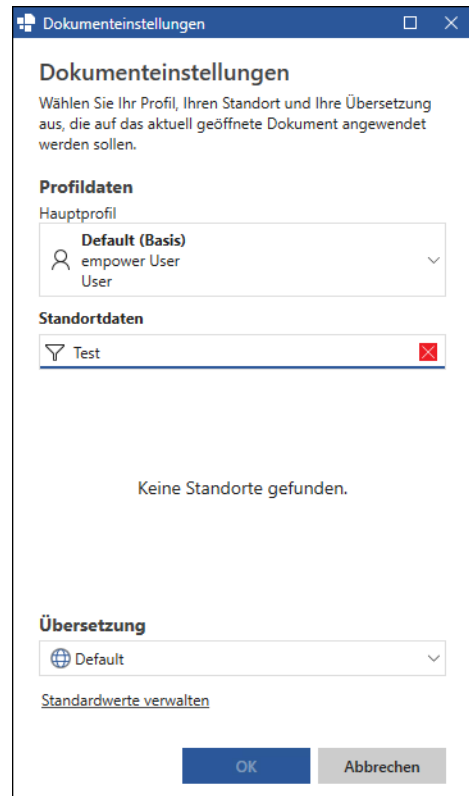 Dokumenteinstellungen
Dokumenteinstellungen
Wählen Sie Ihr Profil, Ihren Standort und Ihre Übersetzung
aus, die auf das aktuell geöffnete Dokument angewendet
werden sollen.
Profildaten
Hauptprofil
Default (Basis)
empower User
User
Standortdaten
Test
Keine Standorte gefunden.
Übersetzung
Default
Standardwerte verwalten
OK
Abbrechen